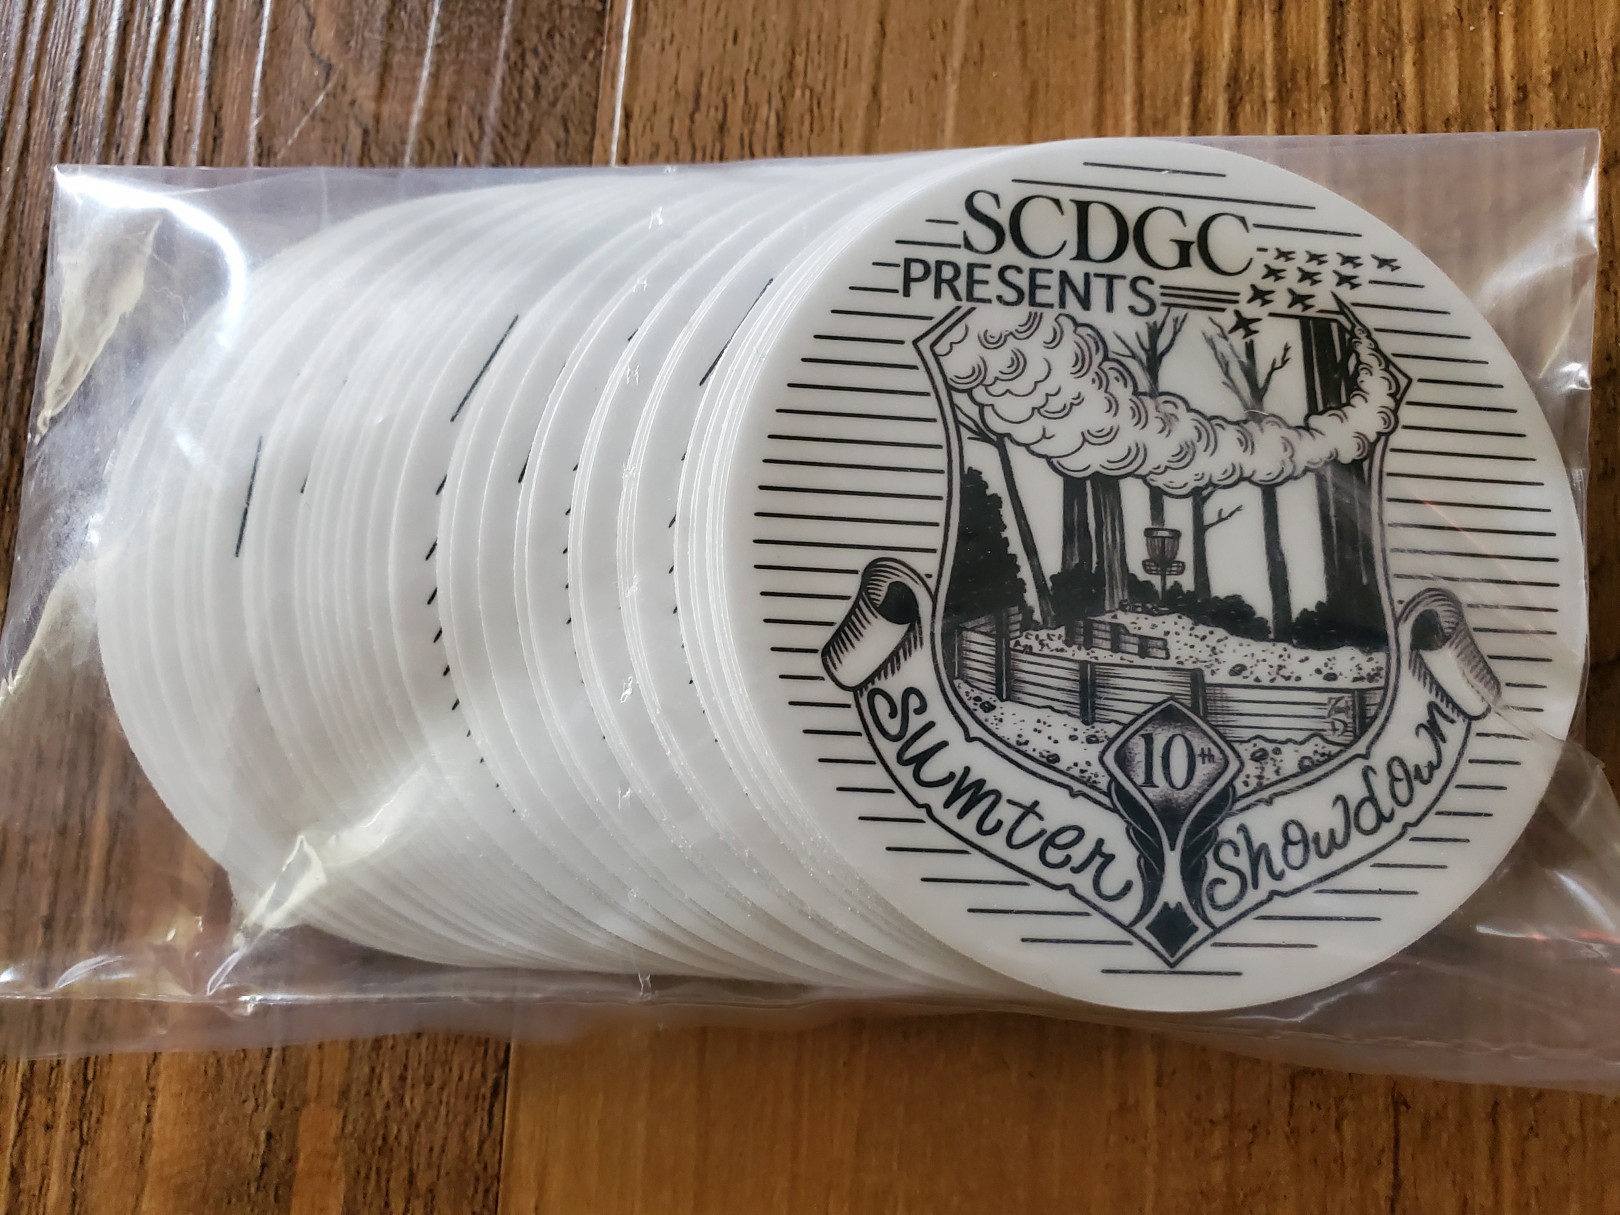 SCDGC
PRESENTS
10th
Sumter Showdown